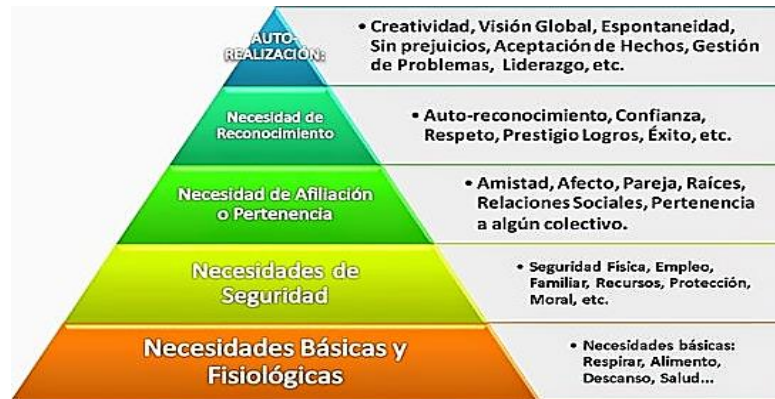 AUTO-
REALIZACIÓN:
• Creatividad, Visión Global, Espontaneidad,
Sin prejuicios, Aceptación de Hechos, Gestión
de Problemas, Liderazgo, etc.
Necesidad de
Reconocimiento
• Auto-reconocimiento, Confianza,
Respeto, Prestigio Logros, Éxito, etc.
Necesidad de Afiliación
o Pertenencia
• Amistad, Afecto, Pareja, Raíces,
Relaciones Sociales, Pertenencia
a algún colectivo.
Necesidades de
Seguridad
• Seguridad Física, Empleo,
Familiar, Recursos, Protección,
Moral, etc.
Necesidades Básicas y
Fisiológicas
• Necesidades básicas:
Respirar, Alimento,
Descanso, Salud...